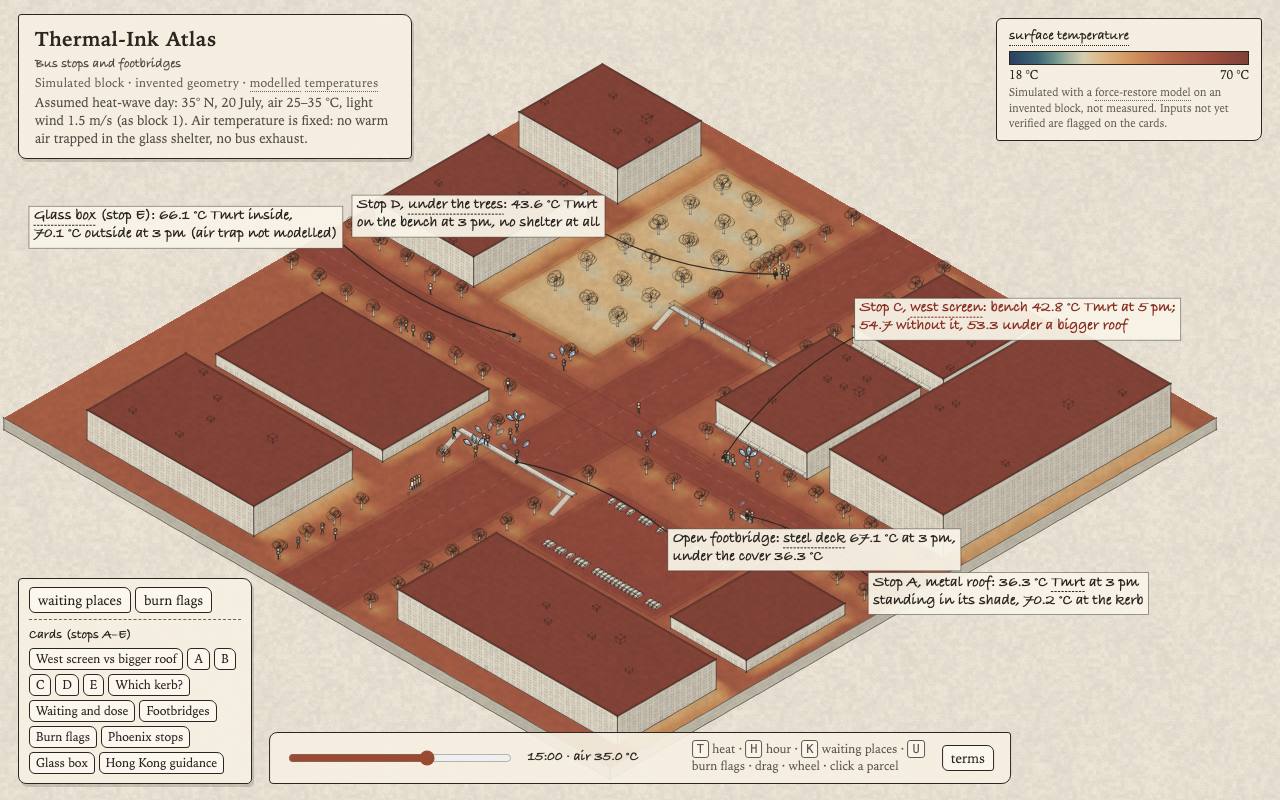 Thermal-Ink Atlas
Bus stops and footbridges
Simulated block · invented geometry · modelled temperatures
Assumed heat-wave day: 35° N, 20 July, air 25–35 °C, light
wind 1.5 m/s (as block 1). Air temperature is fixed: no warm
air trapped in the glass shelter, no bus exhaust.
surface temperature
18 °C 70 °C
Simulated with a force-restore model on an
invented block, not measured. Inputs not yet
verified are flagged on the cards.
Glass box (stop E): 66.1 °C Tmrt inside,
70.1 °C outside at 3 pm (air trap not modelled)
Stop D, under the trees: 43.6 °C Tmrt
on the bench at 3 pm, no shelter at all
Stop C, west screen: bench 42.8 °C Tmrt at 5 pm;
54.7 without it, 53.3 under a bigger roof
Open footbridge: steel deck 67.1 °C at 3 pm,
under the cover 36.3 °C
Stop A, metal roof: 36.3 °C Tmrt at 3 pm
standing in its shade, 70.2 °C at the kerb
waiting places burn flags
Cards (stops A–E)
West screen vs bigger roof A B
C D E Which kerb?
Waiting and dose Footbridges
Burn flags Phoenix stops
Glass box Hong Kong guidance
15:00 · air 35.0 °C
T heat · H hour · K waiting places · U
burn flags · drag · wheel · click a parcel
terms